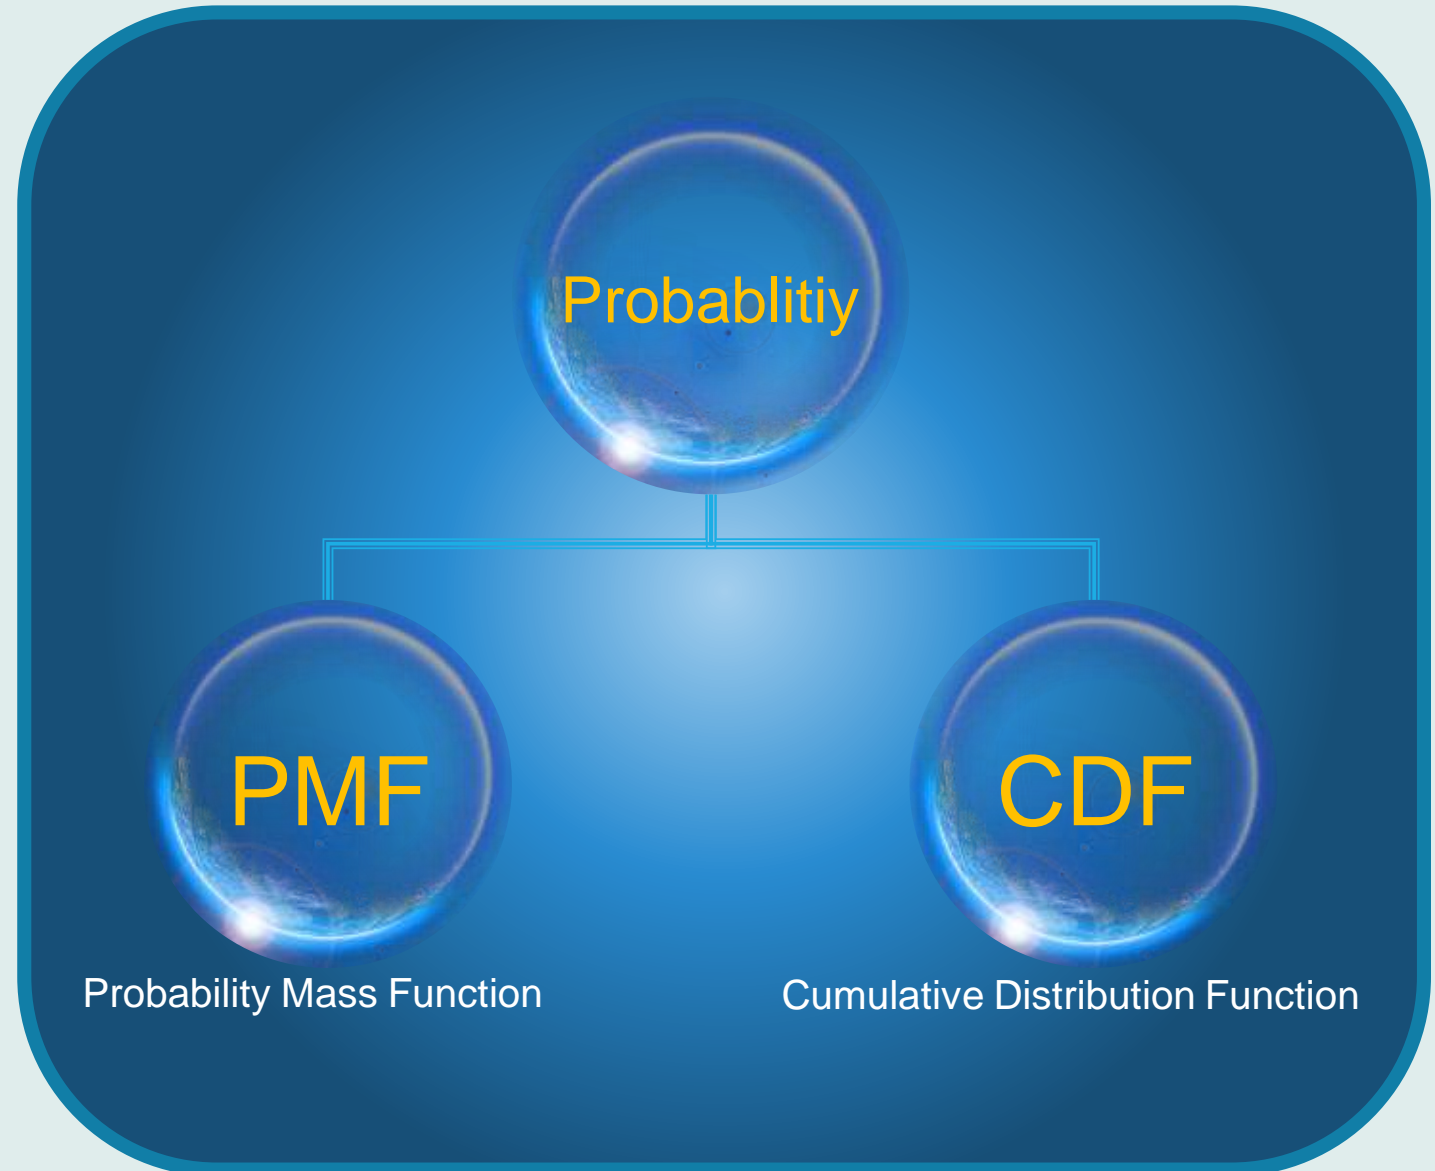 Probablitiy
PMF
CDF
Probability Mass Function
Cumulative Distribution Function